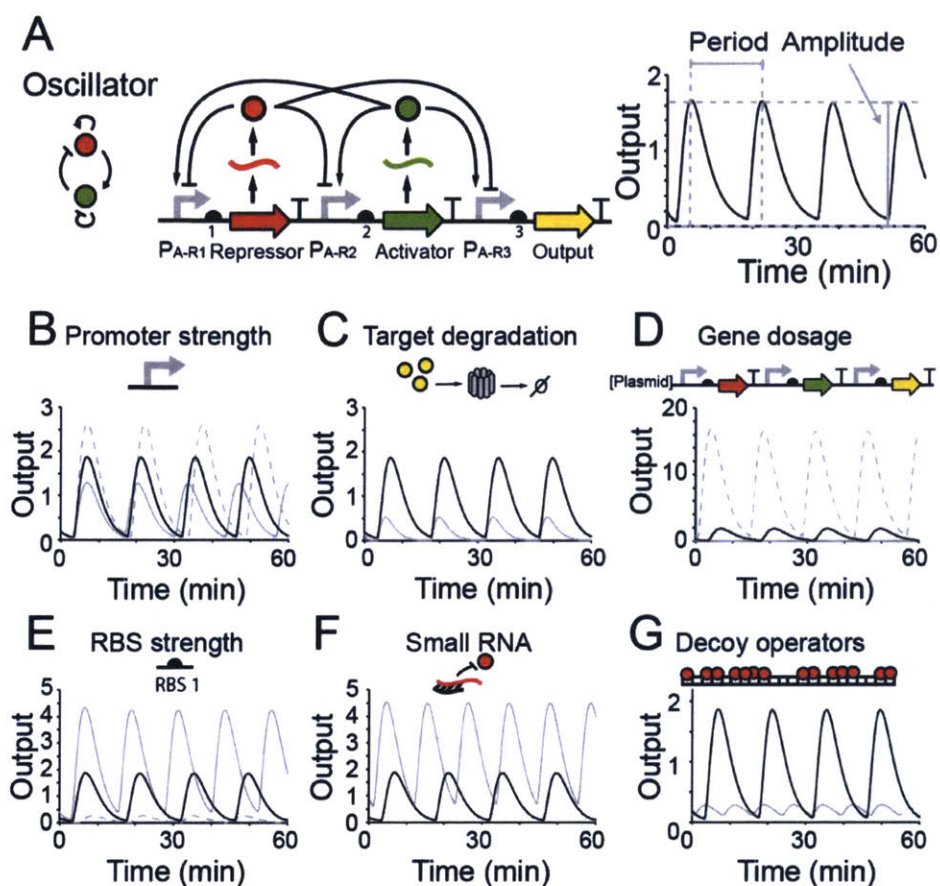 A
Oscillator
1 2 3
PA-R1 Repressor PA-R2 Activator PA-R3 Output
Period Amplitude
2
1
0
Output
0 30 60
Time (min)
B Promoter strength
3
2
1
0
Output
0 30 60
Time (min)
C Target degradation
3
2
1
0
Output
0 30 60
Time (min)
D Gene dosage
[Plasmid]
20
10
0
Output
0 30 60
Time (min)
E RBS strength
RBS 1
5
4
3
2
1
0
Output
0 30 60
Time (min)
F Small RNA
5
4
3
2
1
0
Output
0 30 60
Time (min)
G Decoy operators
2
1
0
Output
0 30 60
Time (min)